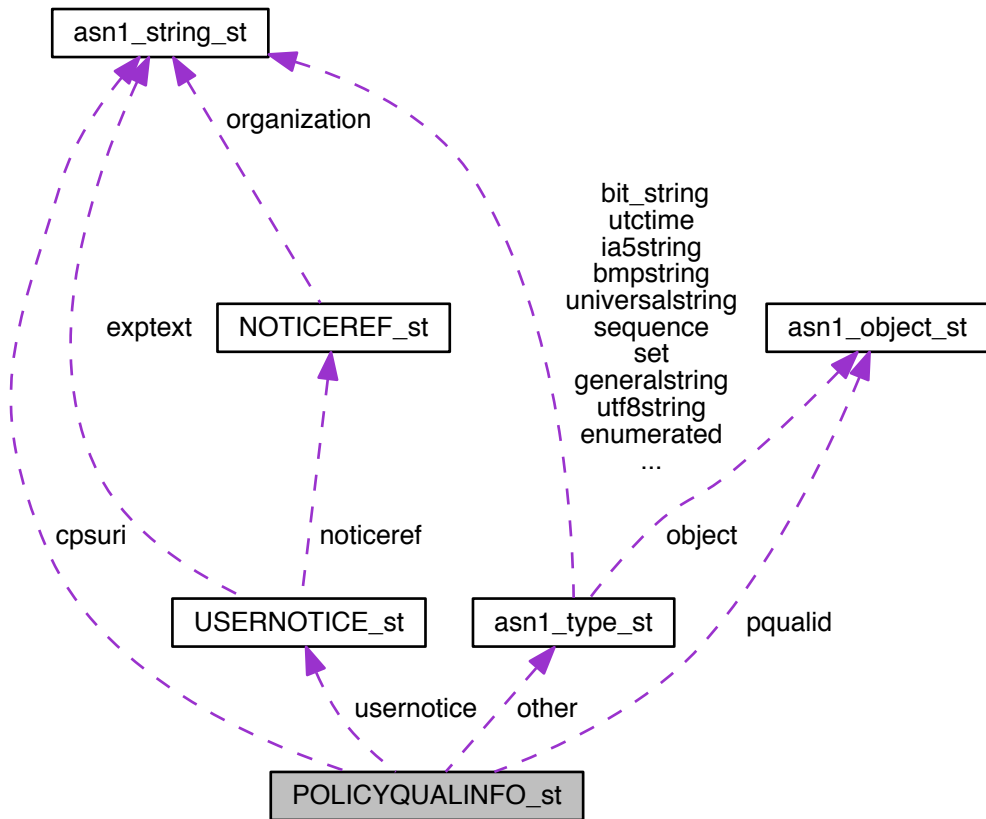 asn1_string_st
organization
bit_string
utctime
ia5string
bmpstring
universalstring
sequence
set
generalstring
utf8string
enumerated
...
exptext
NOTICEREF_st
asn1_object_st
cpsuri
noticeref
object
USERNOTICE_st
asn1_type_st
pqualid
usernotice
other
POLICYQUALINFO_st